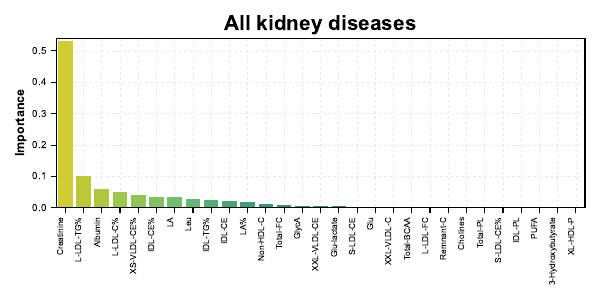 All kidney diseases
Importance
0.5
0.4
0.3
0.2
0.1
0.0
Creatinine
L-LDL-TG%
Albumin
L-LDL-C%
XS-VLDL-CE%
IDL-CE%
LA
Leu
IDL-TG%
IDL-CE
LA%
Non-HDL-C
Total-FC
GlycA
XXL-VLDL-CE
Glu-lactate
S-LDL-CE
Glu
XXL-VLDL-C
Total-BCAA
L-LDL-FC
Remnant-C
Cholines
Total-PL
S-LDL-CE%
IDL-PL
PUFA
3-Hydroxybutyrate
XL-HDL-P